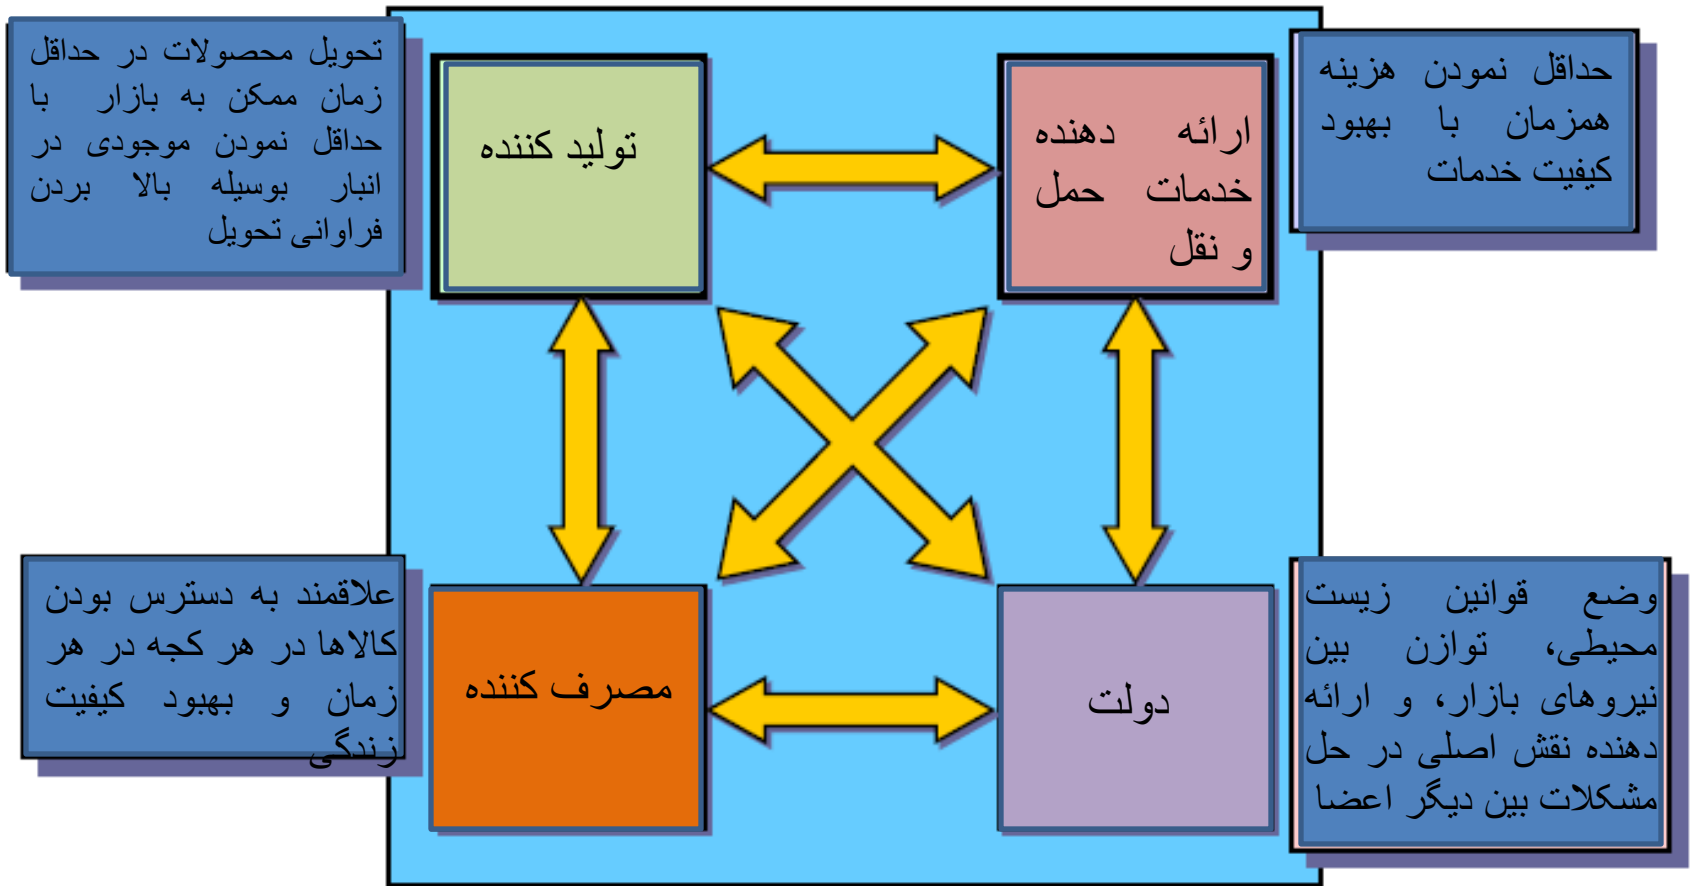 تحویل محصولات در حداقل
زمان ممکن به بازار با
حداقل نمودن موجودی در
انبار بوسیله بالا بردن
فراوانی تحویل
تولید کننده
ارائه دهنده
خدمات حمل
و نقل
حداقل نمودن هزینه
همزمان با بهبود
کیفیت خدمات
علاقمند به دسترس بودن
کالاها در هر کجه در هر
زمان و بهبود کیفیت
زندگی
مصرف کننده
دولت
وضع قوانین زیست
محیطی، توازن بین
نیروهای بازار، و ارائه
دهنده نقش اصلی در حل
مشکلات بین دیگر اعضا